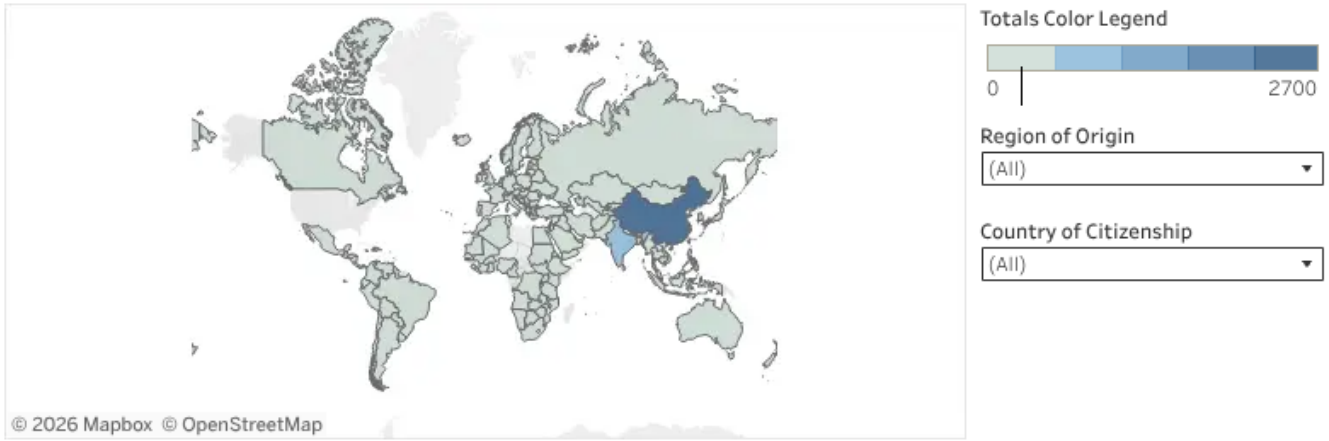 Totals Color Legend
0 2700
Region of Origin
(All)
Country of Citizenship
(All)
© 2026 Mapbox © OpenStreetMap